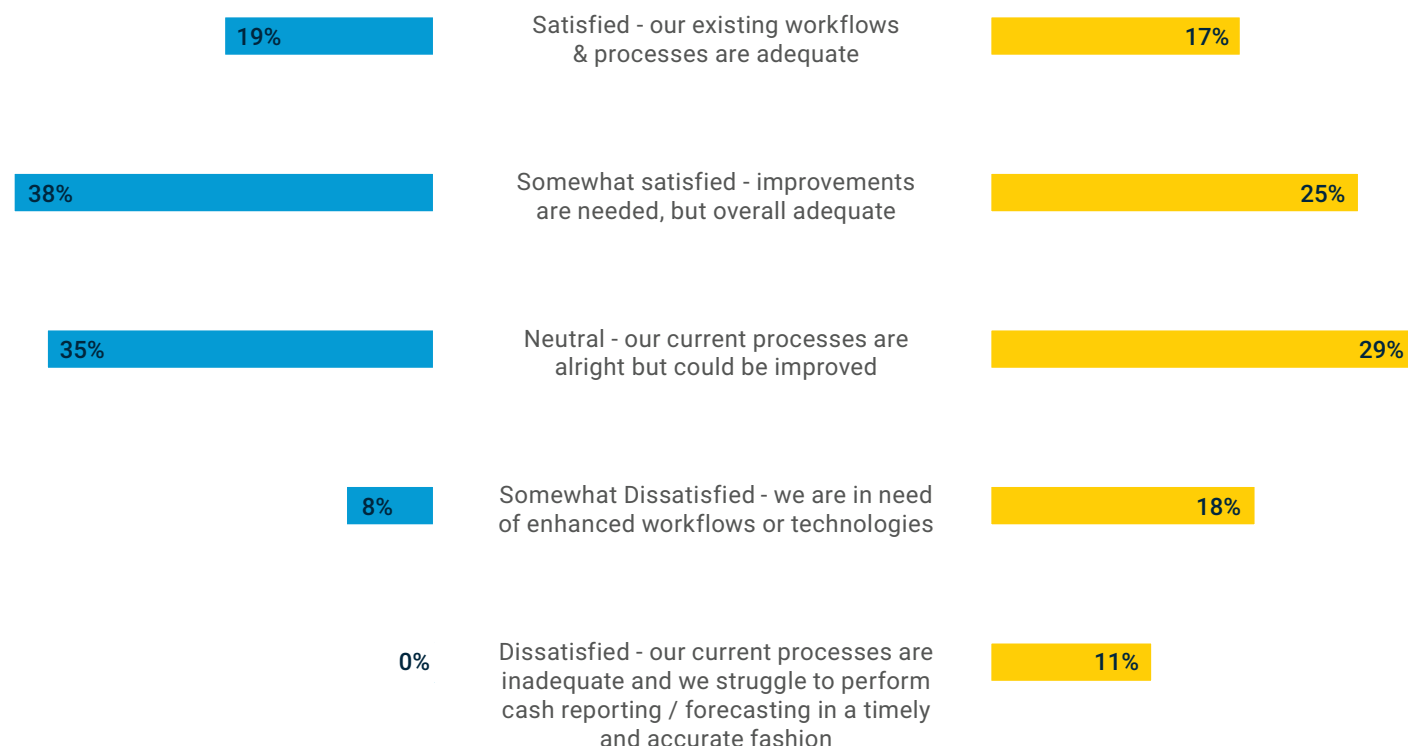 19%
Satisfied - our existing workflows
& processes are adequate
17%
38%
Somewhat satisfied - improvements
are needed, but overall adequate
25%
35%
Neutral - our current processes are
alright but could be improved
29%
8%
Somewhat Dissatisfied - we are in need
of enhanced workflows or technologies
18%
0%
Dissatisfied - our current processes are
inadequate and we struggle to perform
cash reporting / forecasting in a timely
and accurate fashion
11%